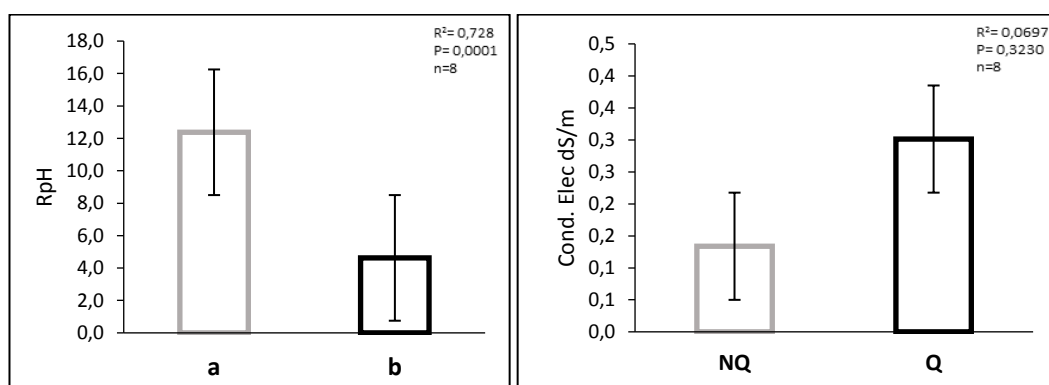 R²= 0,728
P= 0,0001
n=8
18,0
16,0
14,0
12,0
10,0
8,0
6,0
4,0
2,0
0,0
RpH
a
b
R²= 0,0697
P= 0,3230
n=8
0,5
0,4
0,4
0,3
0,3
0,2
0,2
0,1
0,1
0,0
Cond. Elec dS/m
NQ
Q